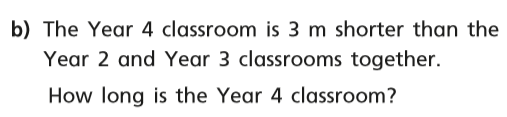 b) The Year 4 classroom is 3 m shorter than the
Year 2 and Year 3 classrooms together.
How long is the Year 4 classroom?